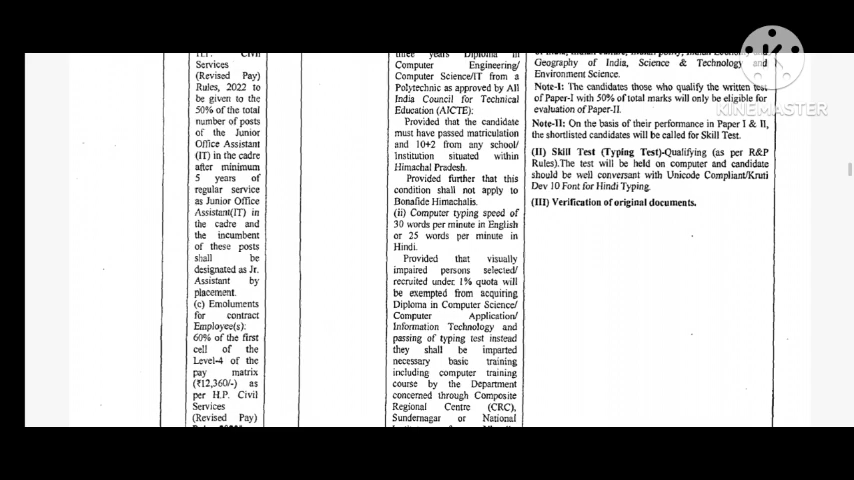 H.P. Civil
Services
(Revised Pay)
Rules, 2022 to
be given to the
50% of the total
number of posts
of the Junior
Office Assistant
(IT) in the cadre
after minimum
5 years of
regular service
as Junior Office
Assistant(IT) in
the cadre and
the incumbent
of these posts
shall be
designated as Jr.
Assistant by
placement.
(c) Emoluments
for contract
Employee(s):
60% of the first
cell of the
Level-4 of the
pay matrix
(₹12,360/-) as
per H.P. Civil
Services
(Revised Pay)
three years Diploma in
Computer Engineering/
Computer Science/IT from a
Polytechnic as approved by All
India Council for Technical
Education (AICTE):
Provided that the candidate
must have passed matriculation
and 10+2 from any school/
Institution situated within
Himachal Pradesh.
Provided further that this
condition shall not apply to
Bonafide Himachalis.
(ii) Computer typing speed of
30 words per minute in English
or 25 words per minute in
Hindi.
Provided that visually
impaired persons selected/
recruited under 1% quota will
be exempted from acquiring
Diploma in Computer Science/
Computer Application/
Information Technology and
passing of typing test instead
they shall be imparted
necessary basic training
including computer training
course by the Department
concerned through Composite
Regional Centre (CRC),
Sundernagar or National
Geography of India, Science & Technology and
Environment Science.
Note-I: The candidates those who qualify the written test
of Paper-I with 50% of total marks will only be eligible for
evaluation of Paper-II.
Note-II: On the basis of their performance in Paper I & II,
the shortlisted candidates will be called for Skill Test.
(II) Skill Test (Typing Test)-Qualifying (as per R&P
Rules).The test will be held on computer and candidate
should be well conversant with Unicode Compliant/Kruti
Dev 10 Font for Hindi Typing.
(III) Verification of original documents.
KINEMASTER